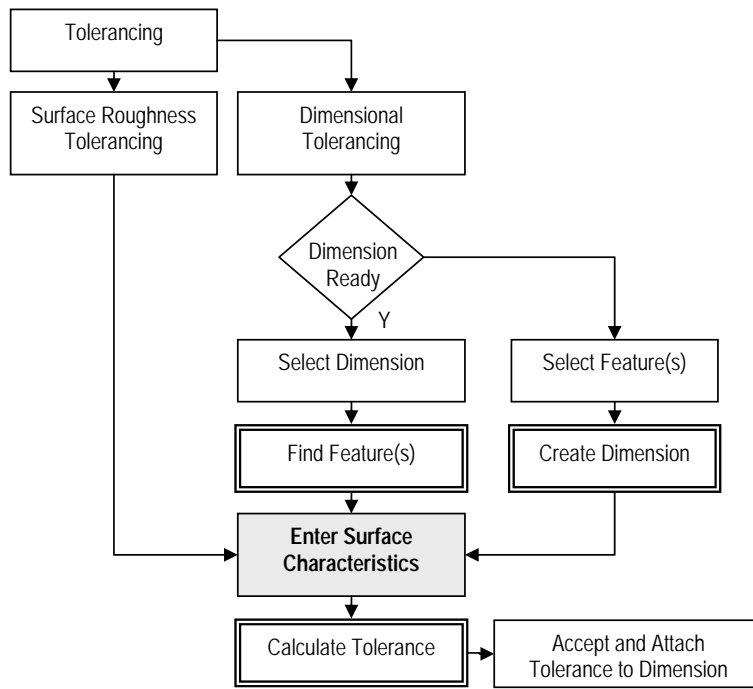 Tolerancing
Surface Roughness
Tolerancing
Dimensional
Tolerancing
Dimension
Ready
Y
Select Dimension
Select Feature(s)
Find Feature(s)
Create Dimension
Enter Surface
Characteristics
Calculate Tolerance
Accept and Attach
Tolerance to Dimension